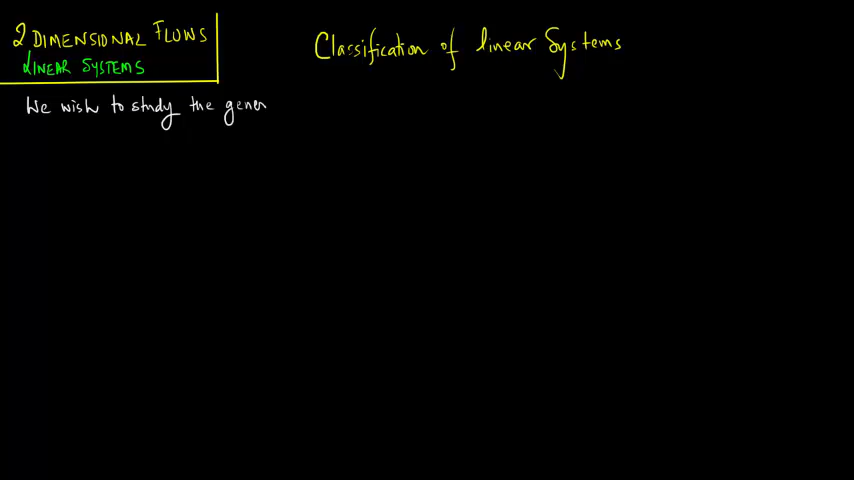 2 DIMENSIONAL FLOWS
LINEAR SYSTEMS
Classification of linear Systems
We wish to study the gener